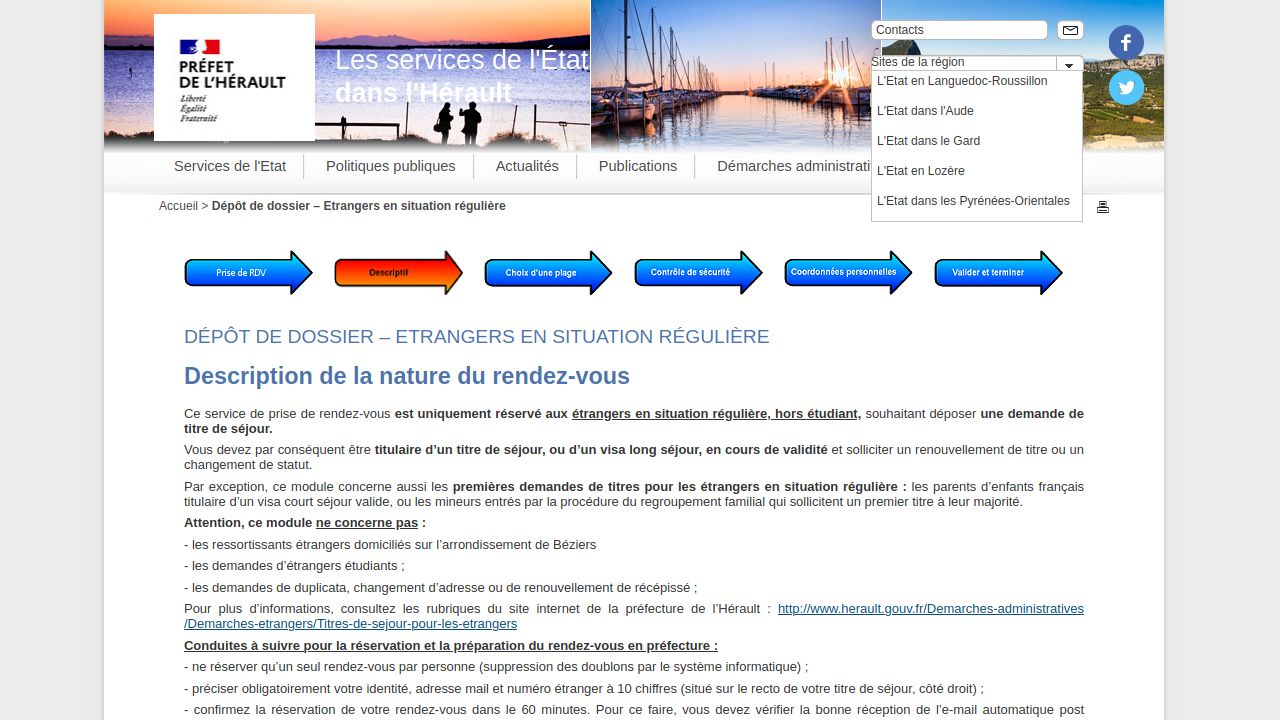 PRÉFET
DE L'HÉRAULT
Liberté
Égalité
Fraternité
Les services de l'État
dans l'Hérault
Contacts
Sites de la région
L'Etat en Languedoc-Roussillon
L'Etat dans l'Aude
L'Etat dans le Gard
L'Etat en Lozère
L'Etat dans les Pyrénées-Orientales
Services de l'Etat
Politiques publiques
Actualités
Publications
Démarches administrati
Accueil > Dépôt de dossier – Etrangers en situation régulière
Prise de RDV
Descriptif
Choix d'une plage
Contrôle de sécurité
Coordonnées personnelles
Valider et terminer
DÉPÔT DE DOSSIER – ETRANGERS EN SITUATION RÉGULIÈRE
Description de la nature du rendez-vous
Ce service de prise de rendez-vous est uniquement réservé aux étrangers en situation régulière, hors étudiant, souhaitant déposer une demande de
titre de séjour.
Vous devez par conséquent être titulaire d’un titre de séjour, ou d’un visa long séjour, en cours de validité et solliciter un renouvellement de titre ou un
changement de statut.
Par exception, ce module concerne aussi les premières demandes de titres pour les étrangers en situation régulière : les parents d’enfants français
titulaire d’un visa court séjour valide, ou les mineurs entrés par la procédure du regroupement familial qui sollicitent un premier titre à leur majorité.
Attention, ce module ne concerne pas :
- les ressortissants étrangers domiciliés sur l’arrondissement de Béziers
- les demandes d’étrangers étudiants ;
- les demandes de duplicata, changement d’adresse ou de renouvellement de récépissé ;
Pour plus d’informations, consultez les rubriques du site internet de la préfecture de l’Hérault : http://www.herault.gouv.fr/Demarches-administratives
/Demarches-etrangers/Titres-de-sejour-pour-les-etrangers
Conduites à suivre pour la réservation et la préparation du rendez-vous en préfecture :
- ne réserver qu’un seul rendez-vous par personne (suppression des doublons par le système informatique) ;
- préciser obligatoirement votre identité, adresse mail et numéro étranger à 10 chiffres (situé sur le recto de votre titre de séjour, côté droit) ;
- confirmez la réservation de votre rendez-vous dans le 60 minutes. Pour ce faire, vous devez vérifier la bonne réception de l’e-mail automatique post